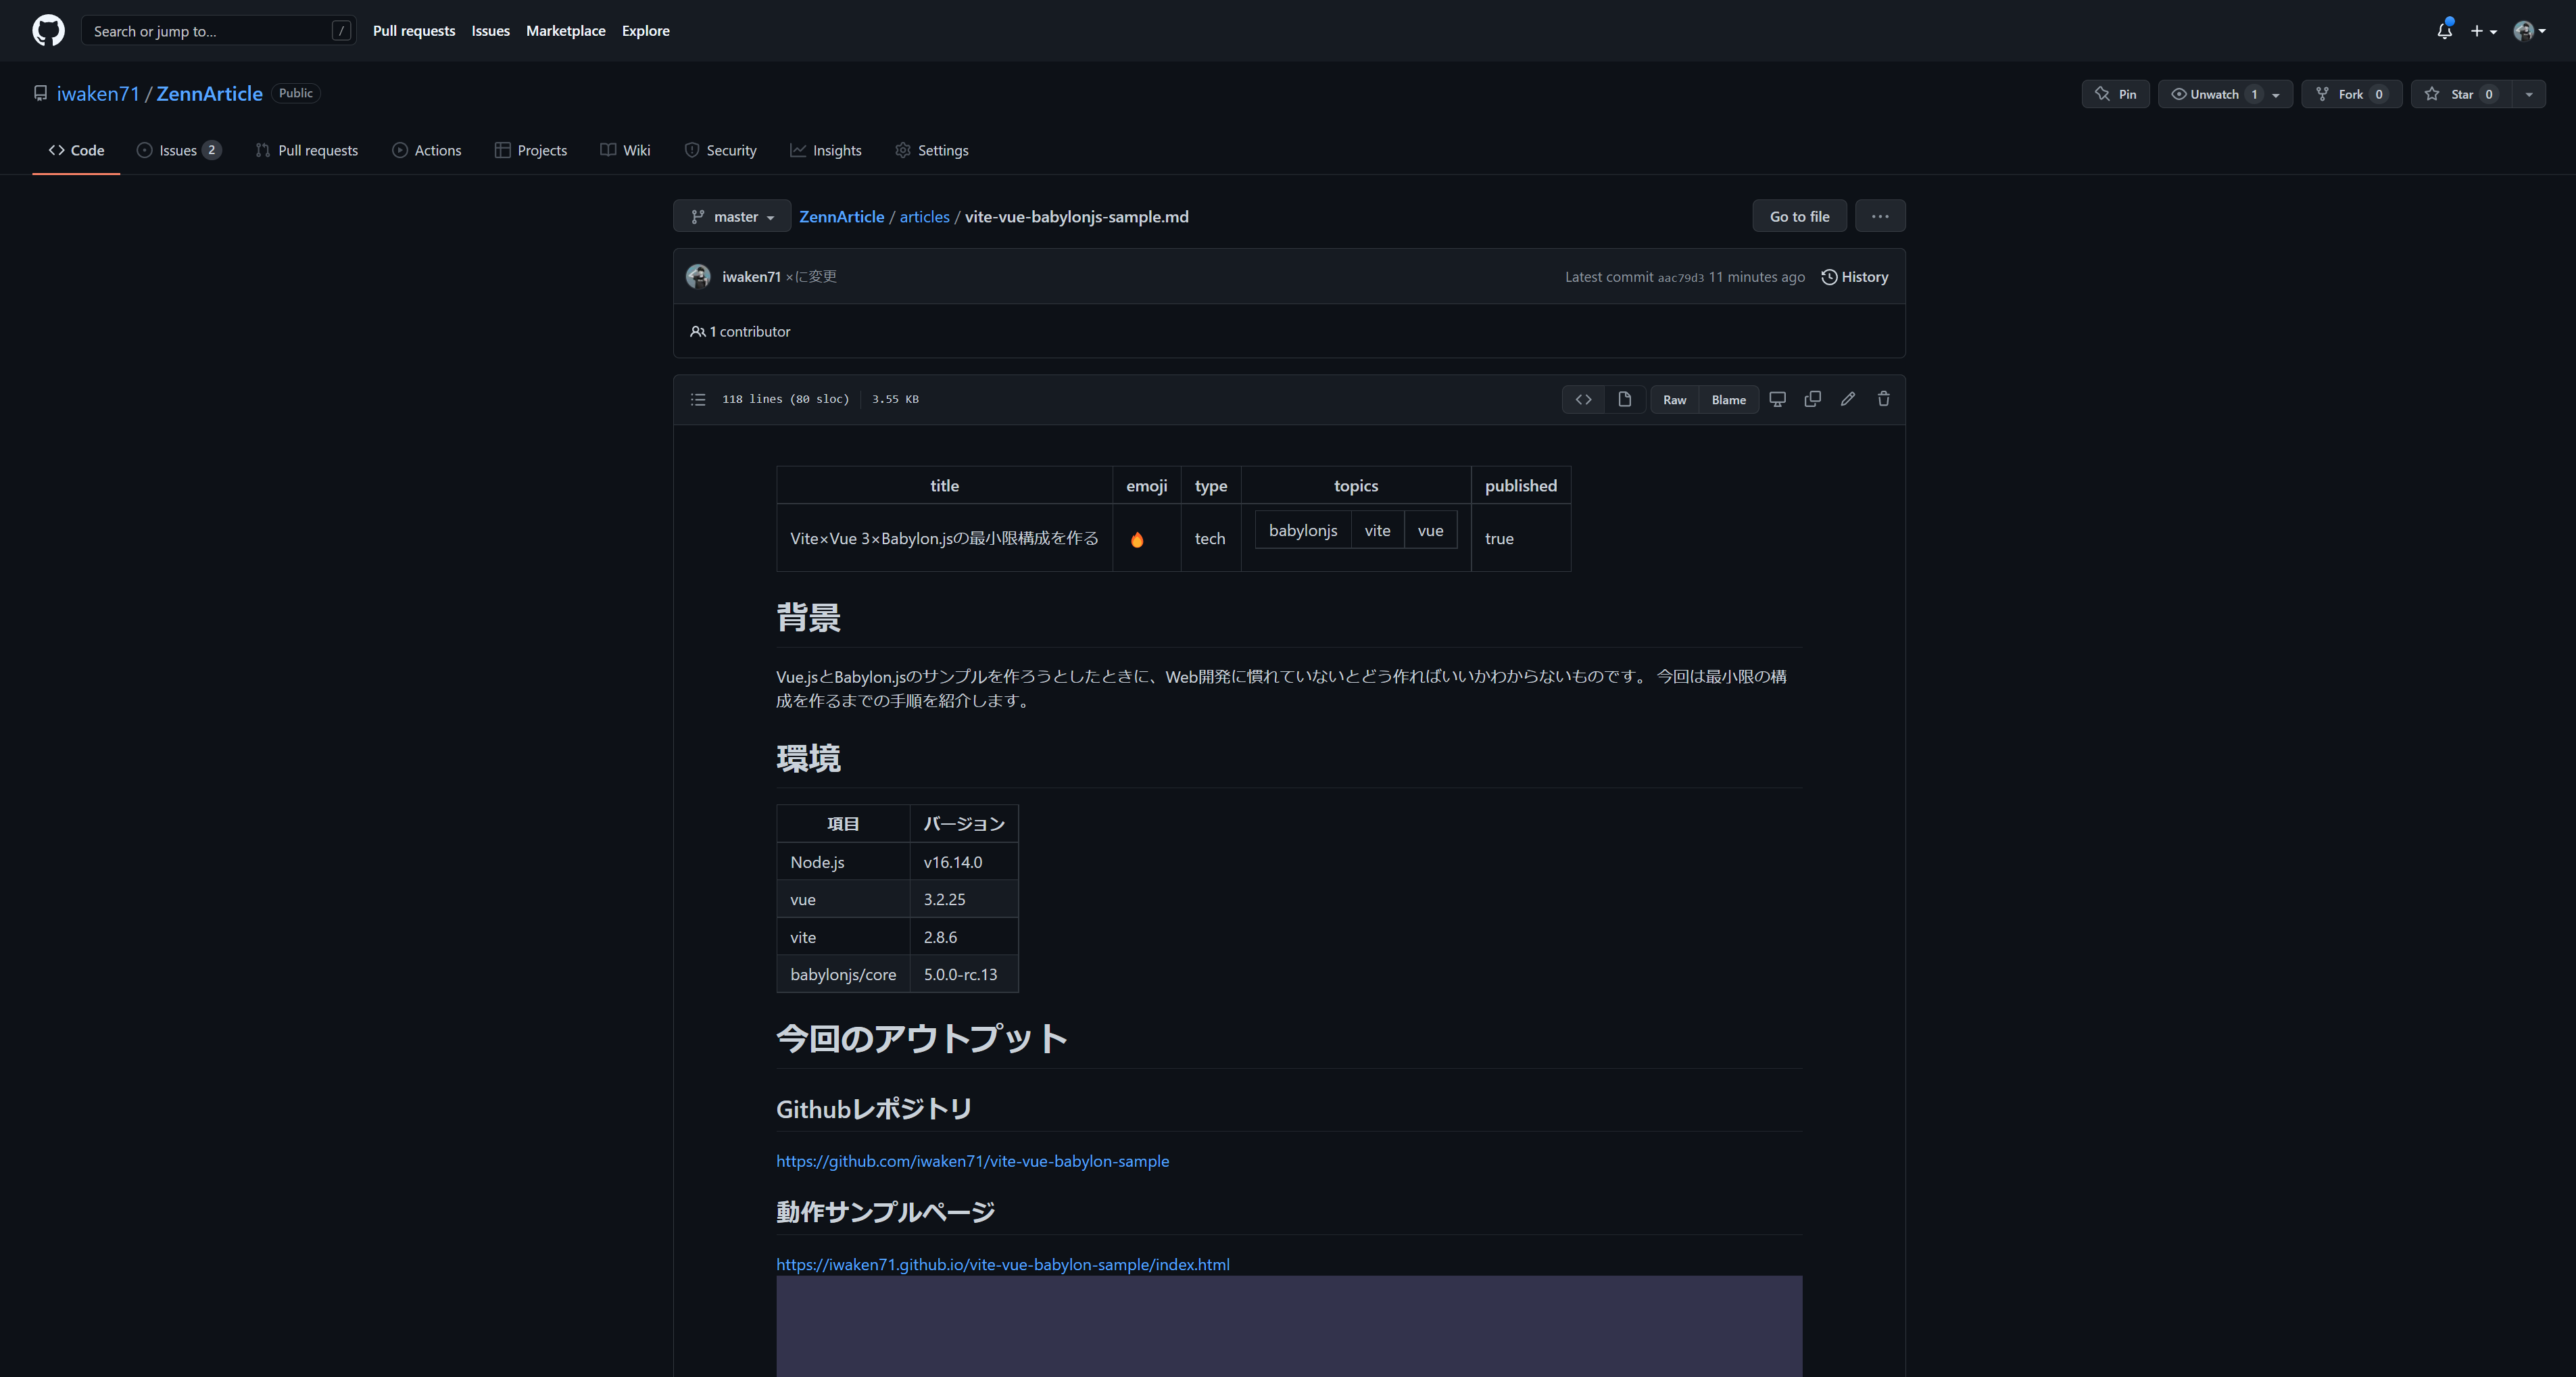 Search or jump to... /
Pull requests Issues Marketplace Explore
iwaken71 / ZennArticle Public
Pin Unwatch 1 Fork 0 Star 0
Code Issues 2 Pull requests Actions Projects Wiki Security Insights Settings
master ZennArticle / articles / vite-vue-babylonjs-sample.md Go to file ...
iwaken71 ×に変更 Latest commit aac79d3 11 minutes ago History
1 contributor
118 lines (80 sloc) 3.55 KB Raw Blame
title emoji type topics published
Vite×Vue 3×Babylon.jsの最小限構成を作る 🔥 tech babylonjs vite vue true
背景
Vue.jsとBabylon.jsのサンプルを作ろうとしたときに、Web開発に慣れていないとどう作ればいいかわからないものです。 今回は最小限の構
成を作るまでの手順を紹介します。
環境
項目 バージョン
Node.js v16.14.0
vue 3.2.25
vite 2.8.6
babylonjs/core 5.0.0-rc.13
今回のアウトプット
Githubレポジトリ
https://github.com/iwaken71/vite-vue-babylon-sample
動作サンプルページ
https://iwaken71.github.io/vite-vue-babylon-sample/index.html